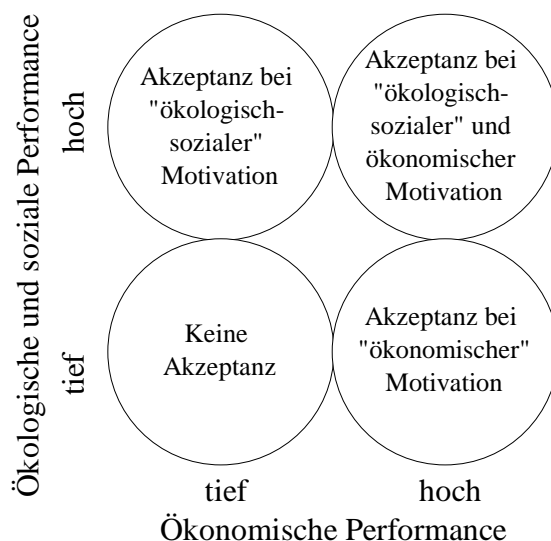 Ökologische und soziale Performance
hoch
tief
Akzeptanz bei
"ökologisch-
sozialer"
Motivation
Akzeptanz bei
"ökologisch-
sozialer" und
ökonomischer
Motivation
Keine
Akzeptanz
Akzeptanz bei
"ökonomischer"
Motivation
tief
hoch
Ökonomische Performance